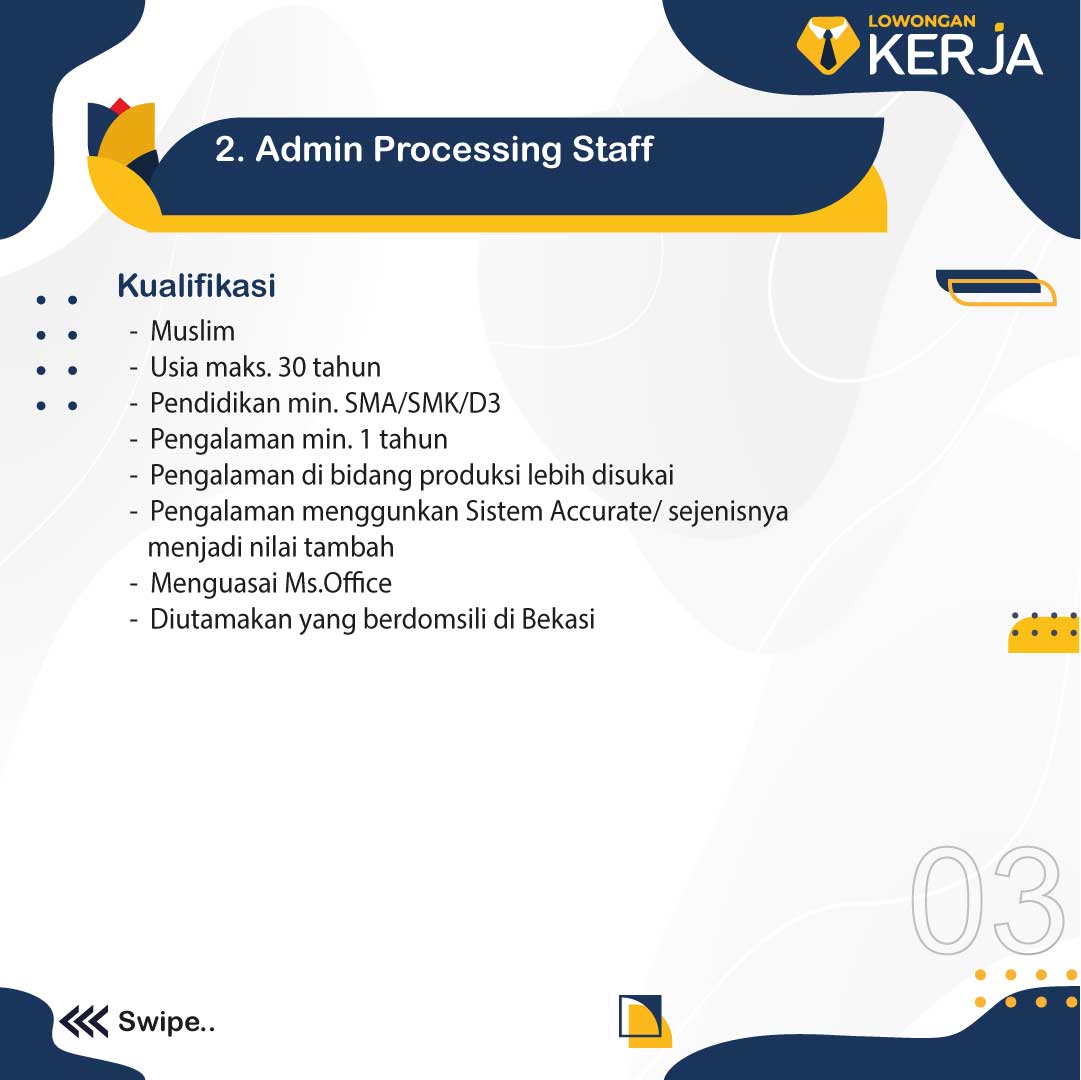 LOWONGAN
KERJA
2. Admin Processing Staff
Kualifikasi
- Muslim
- Usia maks. 30 tahun
- Pendidikan min. SMA/SMK/D3
- Pengalaman min. 1 tahun
- Pengalaman di bidang produksi lebih disukai
- Pengalaman menggunkan Sistem Accurate/ sejenisnya
menjadi nilai tambah
- Menguasai Ms.Office
- Diutamakan yang berdomsili di Bekasi
03
Swipe..